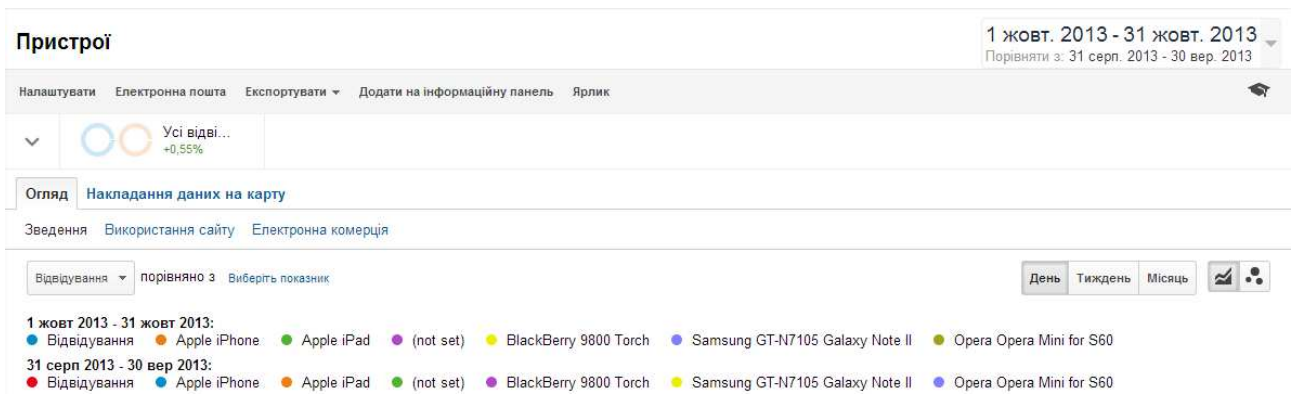 Пристрої
1 жовт. 2013 - 31 жовт. 2013
Порівняти з: 31 серп. 2013 - 30 вер. 2013
Налаштувати Електронна пошта Експортувати Додати на інформаційну панель Ярлик
Усі відві...
+0,55%
Огляд Накладання даних на карту
Зведення Використання сайту Електронна комерція
Відвідування порівняно з Виберіть показник День Тиждень Місяць
1 жовт 2013 - 31 жовт 2013:
Відвідування Apple iPhone Apple iPad (not set) BlackBerry 9800 Torch Samsung GT-N7105 Galaxy Note II Opera Opera Mini for S60
31 серп 2013 - 30 вер 2013:
Відвідування Apple iPhone Apple iPad (not set) BlackBerry 9800 Torch Samsung GT-N7105 Galaxy Note II Opera Opera Mini for S60